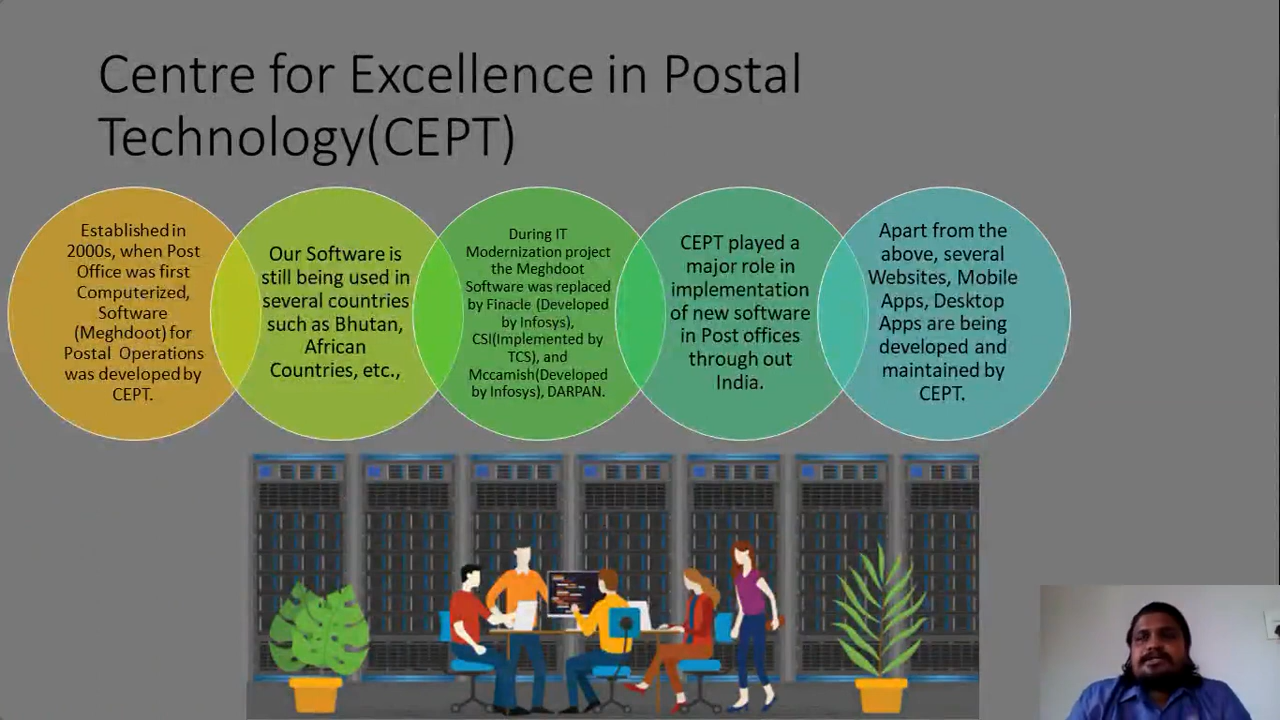 Centre for Excellence in Postal
Technology(CEPT)
Established in
2000s, when Post
Office was first
Computerized,
Software
(Meghdoot) for
Postal Operations
was developed by
CEPT.
Our Software is
still being used in
several countries
such as Bhutan,
African
Countries, etc.,
During IT
Modernization project
the Meghdoot
Software was replaced
by Finacle (Developed
by Infosys),
CSI(Implemented by
TCS), and
Mccamish(Developed
by Infosys), DARPAN.
CEPT played a
major role in
implementation
of new software
in Post offices
through out
India.
Apart from the
above, several
Websites, Mobile
Apps, Desktop
Apps are being
developed and
maintained by
CEPT.